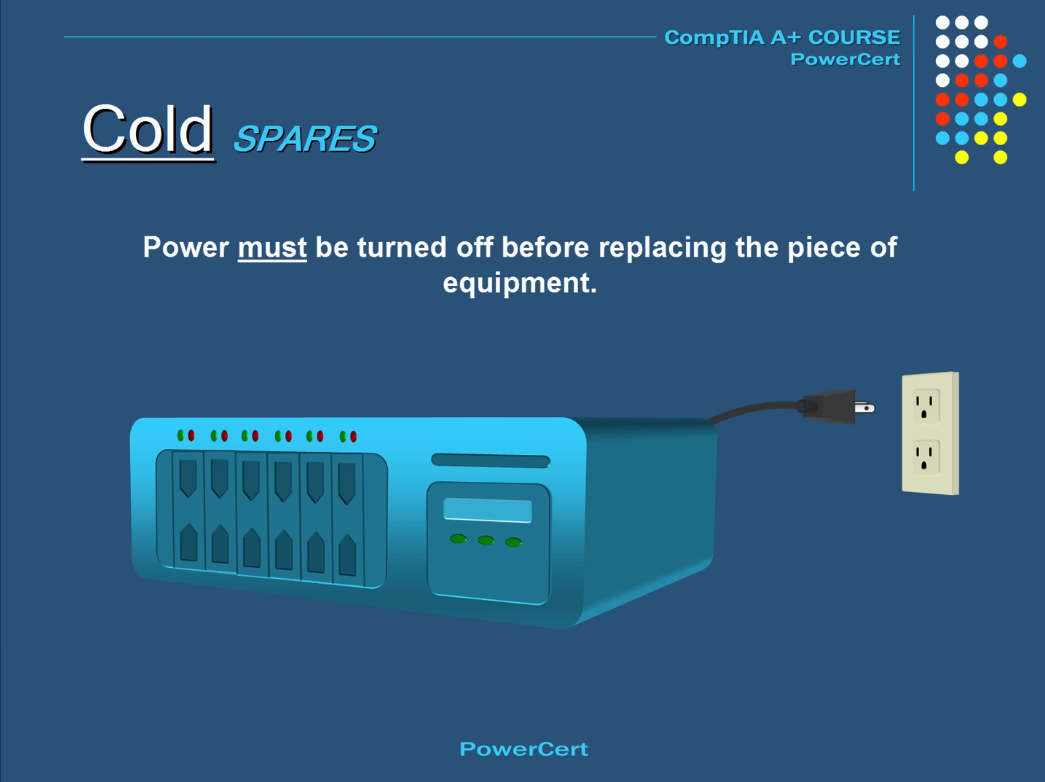 CompTIA A+ COURSE
PowerCert
Cold SPARES
Power must be turned off before replacing the piece of
equipment.
PowerCert